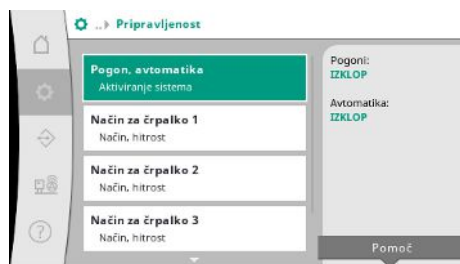 ..▸ Pripravljenost
Pogon, avtomatika
Aktiviranje sistema
Način za črpalko 1
Način, hitrost
Način za črpalko 2
Način, hitrost
Način za črpalko 3
Način, hitrost
Pogoni:
IZKLOP
Avtomatika:
IZKLOP
Pomoč